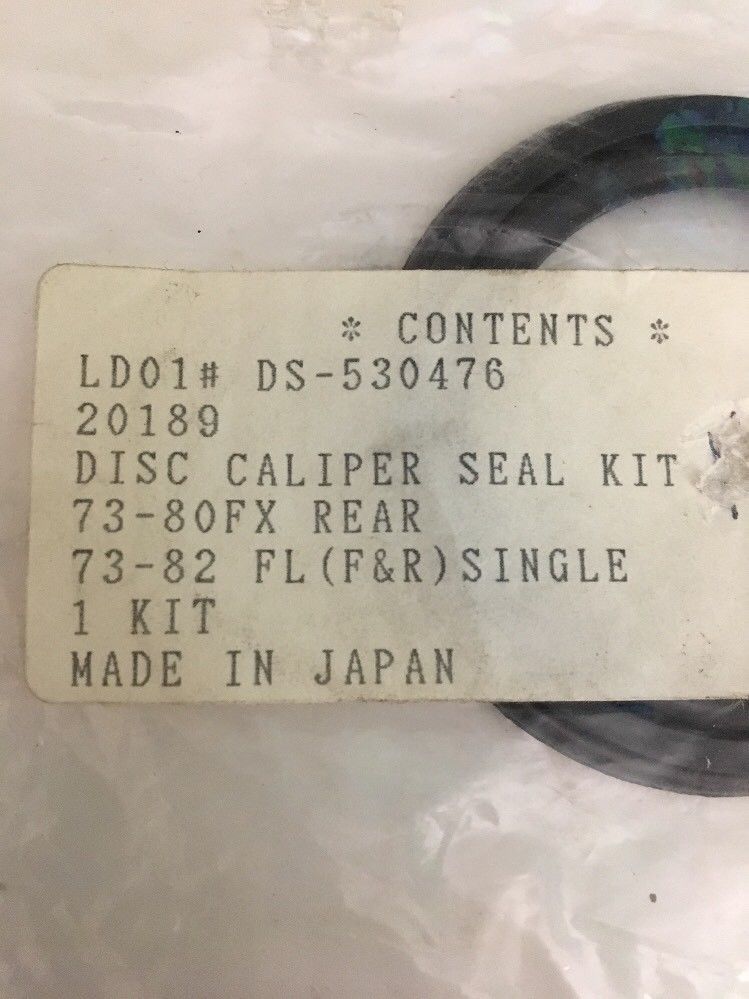 * CONTENTS *
LD01# DS-530476
20189
DISC CALIPER SEAL KIT
73-80FX REAR
73-82 FL(F&R)SINGLE
1 KIT
MADE IN JAPAN